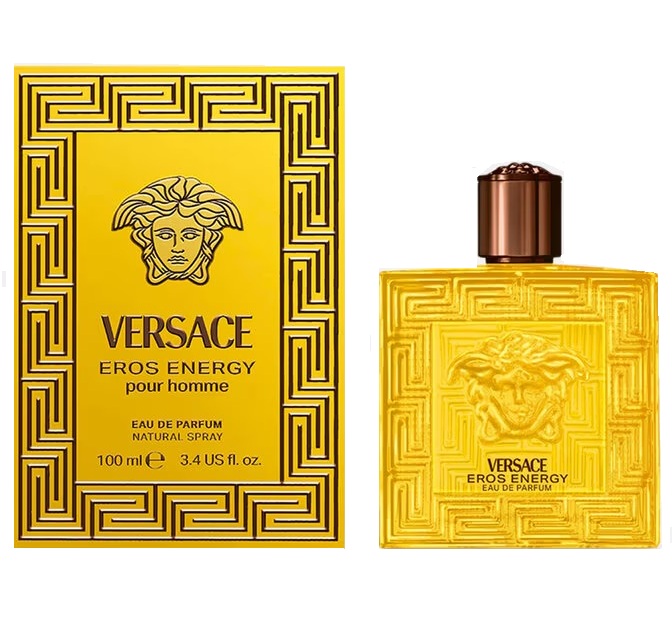 VERSACE
EROS ENERGY
pour homme
EAU DE PARFUM
NATURAL SPRAY
100 ml ℮ 3.4 US fl. oz.
VERSACE
EROS ENERGY
EAU DE PARFUM